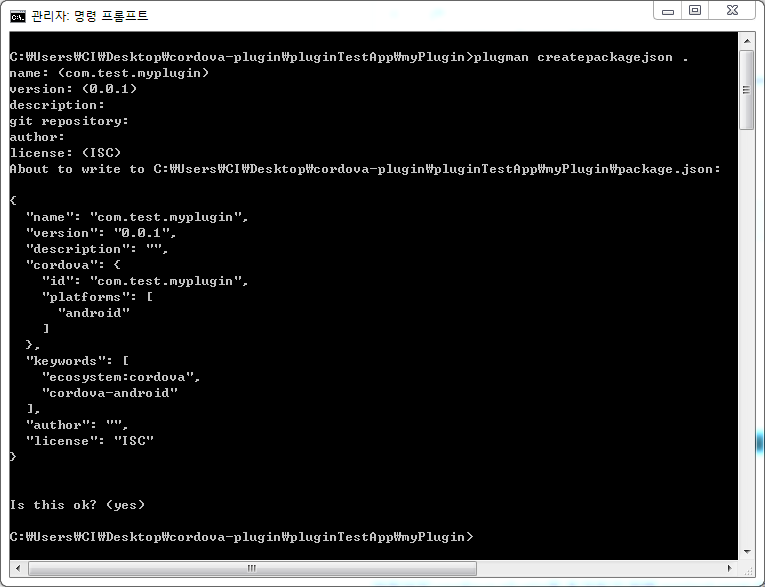 관리자: 명령 프롬프트
C:₩Users₩CI₩Desktop₩cordova-plugin₩pluginTestApp₩myPlugin>plugman createpackagejson .
name: (com.test.myplugin)
version: (0.0.1)
description:
git repository:
author:
license: (ISC)
About to write to C:₩Users₩CI₩Desktop₩cordova-plugin₩pluginTestApp₩myPlugin₩package.json:
{
  "name": "com.test.myplugin",
  "version": "0.0.1",
  "description": "",
  "cordova": {
    "id": "com.test.myplugin",
    "platforms": [
      "android"
    ]
  },
  "keywords": [
    "ecosystem:cordova",
    "cordova-android"
  ],
  "author": "",
  "license": "ISC"
}
Is this ok? (yes)
C:₩Users₩CI₩Desktop₩cordova-plugin₩pluginTestApp₩myPlugin>